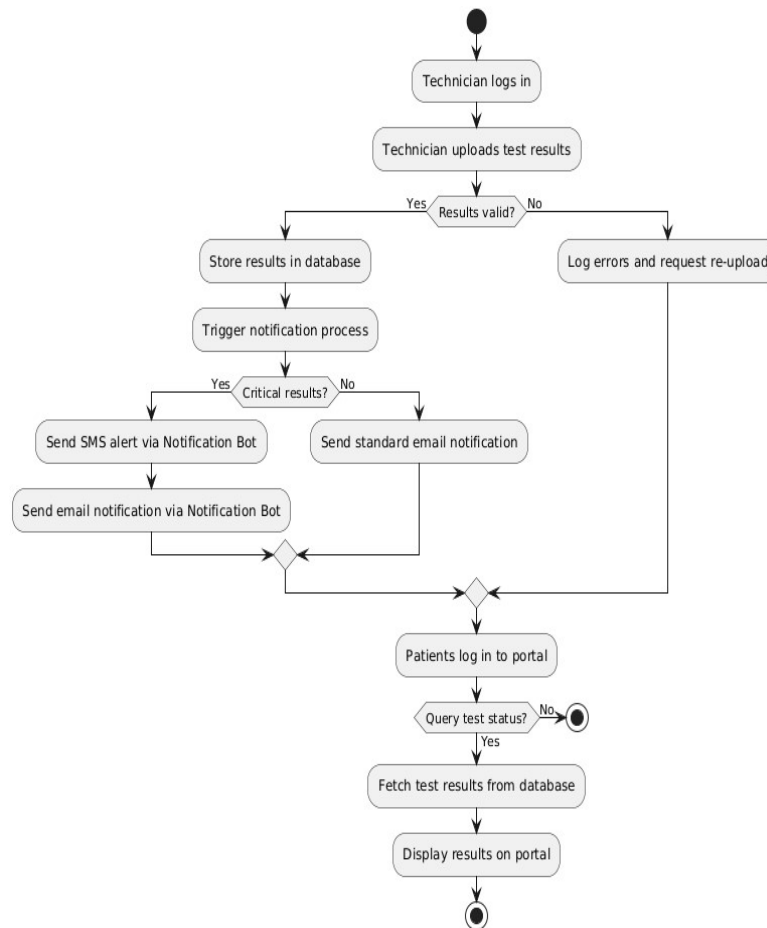 Technician logs in
Technician uploads test results
Yes
Results valid?
No
Store results in database
Log errors and request re-upload
Trigger notification process
Yes
Critical results?
No
Send SMS alert via Notification Bot
Send standard email notification
Send email notification via Notification Bot
Patients log in to portal
Query test status?
No
Yes
Fetch test results from database
Display results on portal